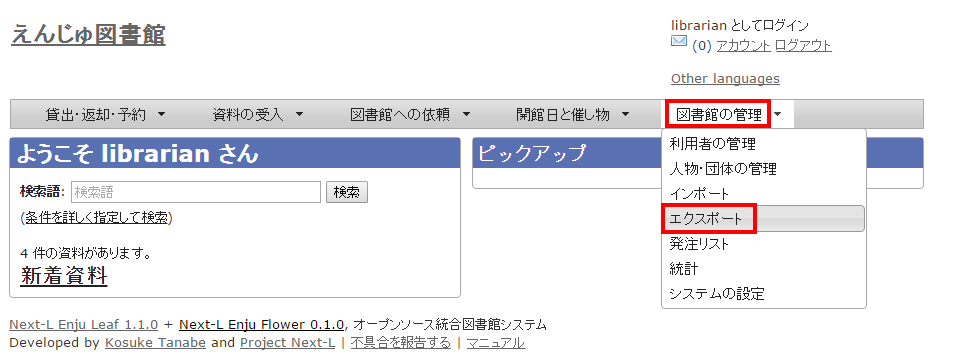 えんじゅ図書館
librarian としてログイン
(0) アカウント ログアウト
Other languages
貸出・返却・予約 資料の受入 図書館への依頼 開館日と催し物 図書館の管理
利用者の管理
人物・団体の管理
インポート
エクスポート
発注リスト
統計
システムの設定
ようこそ librarian さん
検索語: 検索語 検索
(条件を詳しく指定して検索)
4 件の資料があります。
新着資料
ピックアップ
Next-L Enju Leaf 1.1.0 + Next-L Enju Flower 0.1.0, オープンソース統合図書館システム
Developed by Kosuke Tanabe and Project Next-L | 不具合を報告する | マニュアル